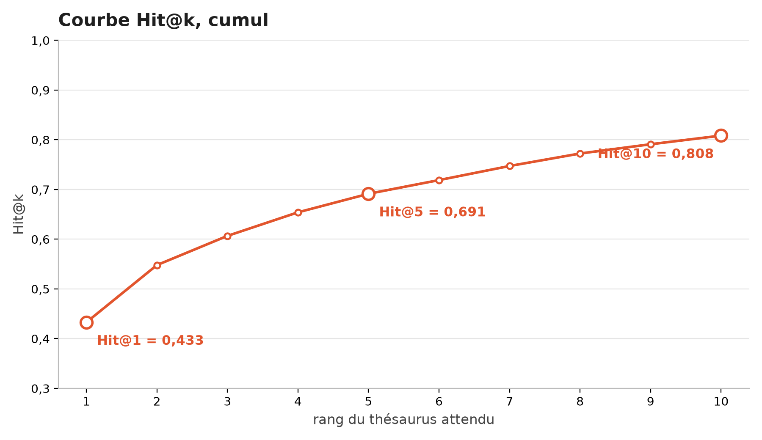 Courbe Hit@k, cumul
1,0
0,9
0,8
0,7
0,6
0,5
0,4
0,3
Hit@k
Hit@1 = 0,433
Hit@5 = 0,691
Hit@10 = 0,808
1 2 3 4 5 6 7 8 9 10
rang du thésaurus attendu